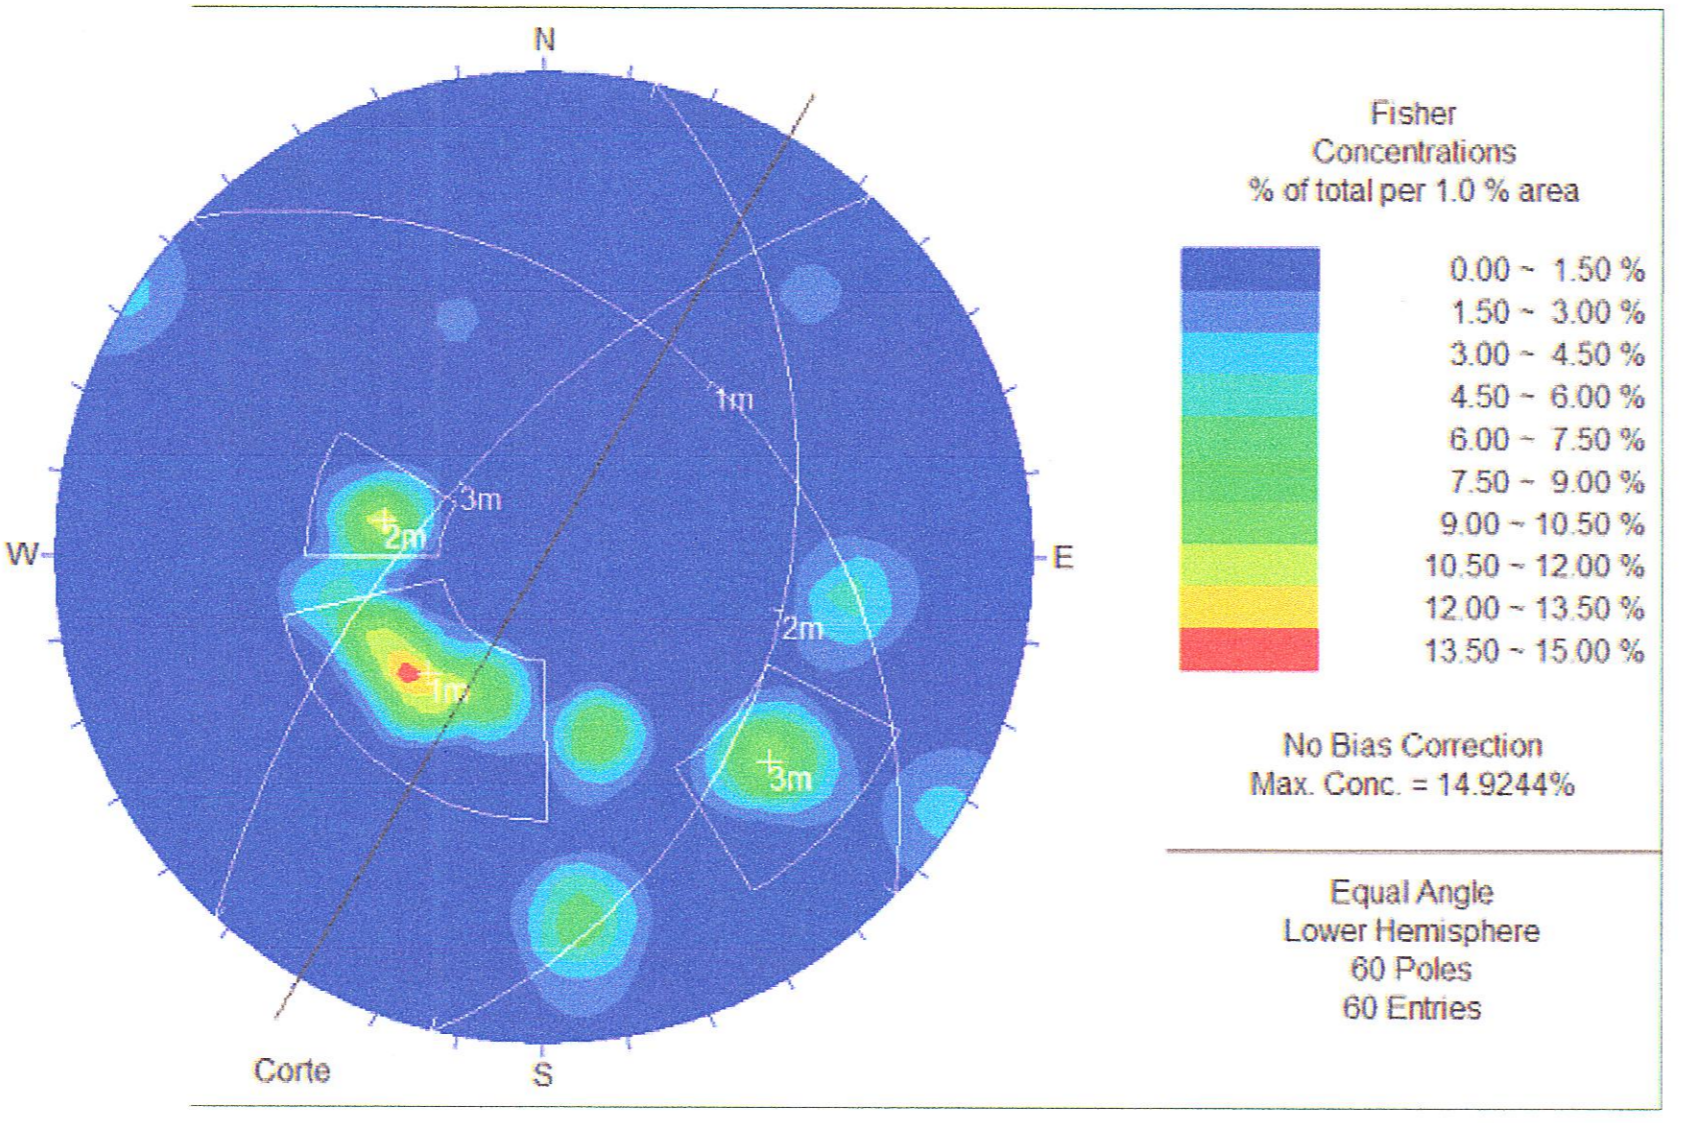 N
W
E
S
1m
3m
2m
2m
1m
3m
Corte
Fisher
Concentrations
% of total per 1.0 % area
0.00 ~ 1.50 %
1.50 ~ 3.00 %
3.00 ~ 4.50 %
4.50 ~ 6.00 %
6.00 ~ 7.50 %
7.50 ~ 9.00 %
9.00 ~ 10.50 %
10.50 ~ 12.00 %
12.00 ~ 13.50 %
13.50 ~ 15.00 %
No Bias Correction
Max. Conc. = 14.9244%
Equal Angle
Lower Hemisphere
60 Poles
60 Entries